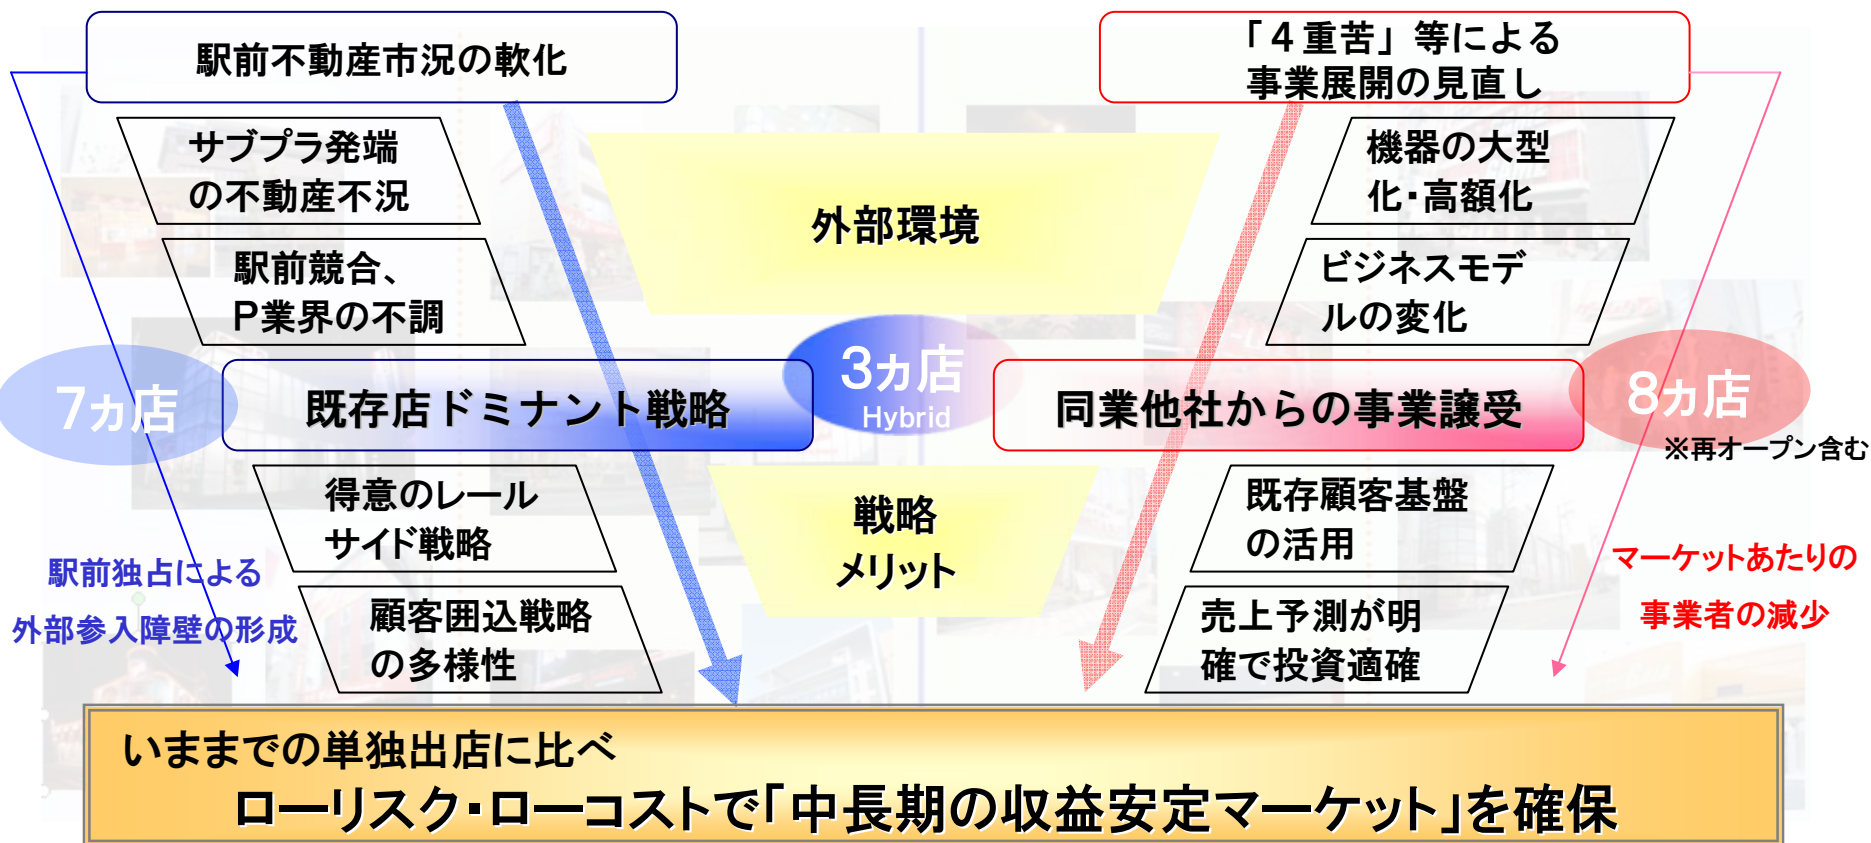 駅前不動産市況の軟化
「4重苦」等による
事業展開の見直し
サブプラ発端
の不動産不況
機器の大型
化・高額化
外部環境
駅前競合、
P業界の不調
ビジネスモデ
ルの変化
7ヵ店
既存店ドミナント戦略
3ヵ店
Hybrid
同業他社からの事業譲受
8ヵ店
※再オープン含む
得意のレール
サイド戦略
戦略
メリット
既存顧客基盤
の活用
駅前独占による
外部参入障壁の形成
マーケットあたりの
事業者の減少
顧客囲込戦略
の多様性
売上予測が明
確で投資適確
いままでの単独出店に比べ
ローリスク・ローコストで「中長期の収益安定マーケット」を確保